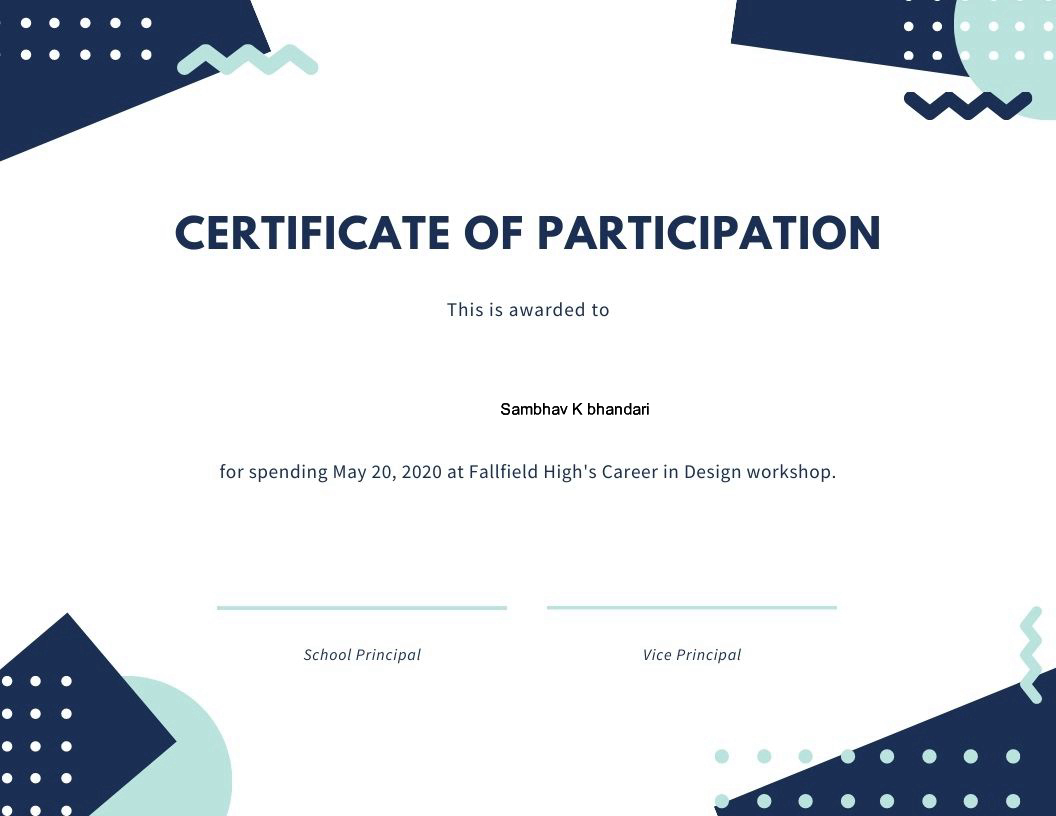 CERTIFICATE OF PARTICIPATION
This is awarded to
Sambhav K bhandari
for spending May 20, 2020 at Fallfield High's Career in Design workshop.
School Principal
Vice Principal